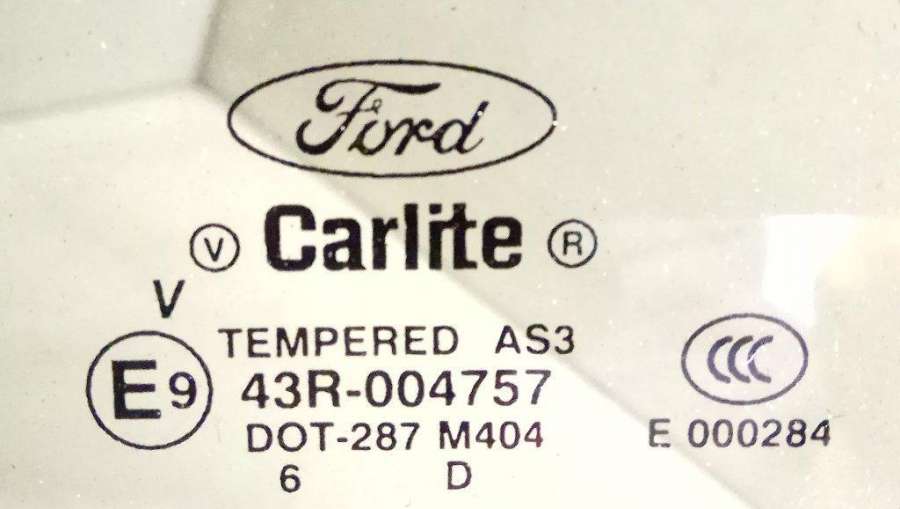 Ford
Ⓥ Carlite ®
V
TEMPERED AS3
E9 43R-004757
CCC
DOT-287 M404
E 000284
6 D